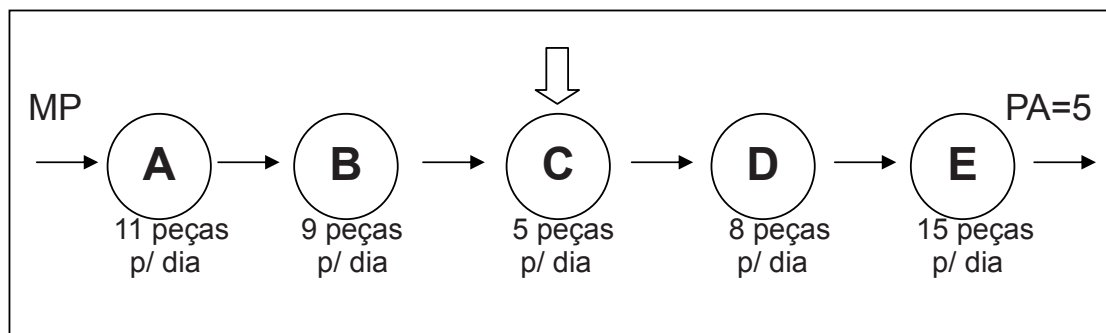 MP
PA=5
A
B
C
D
E
11 peças
p/ dia
9 peças
p/ dia
5 peças
p/ dia
8 peças
p/ dia
15 peças
p/ dia